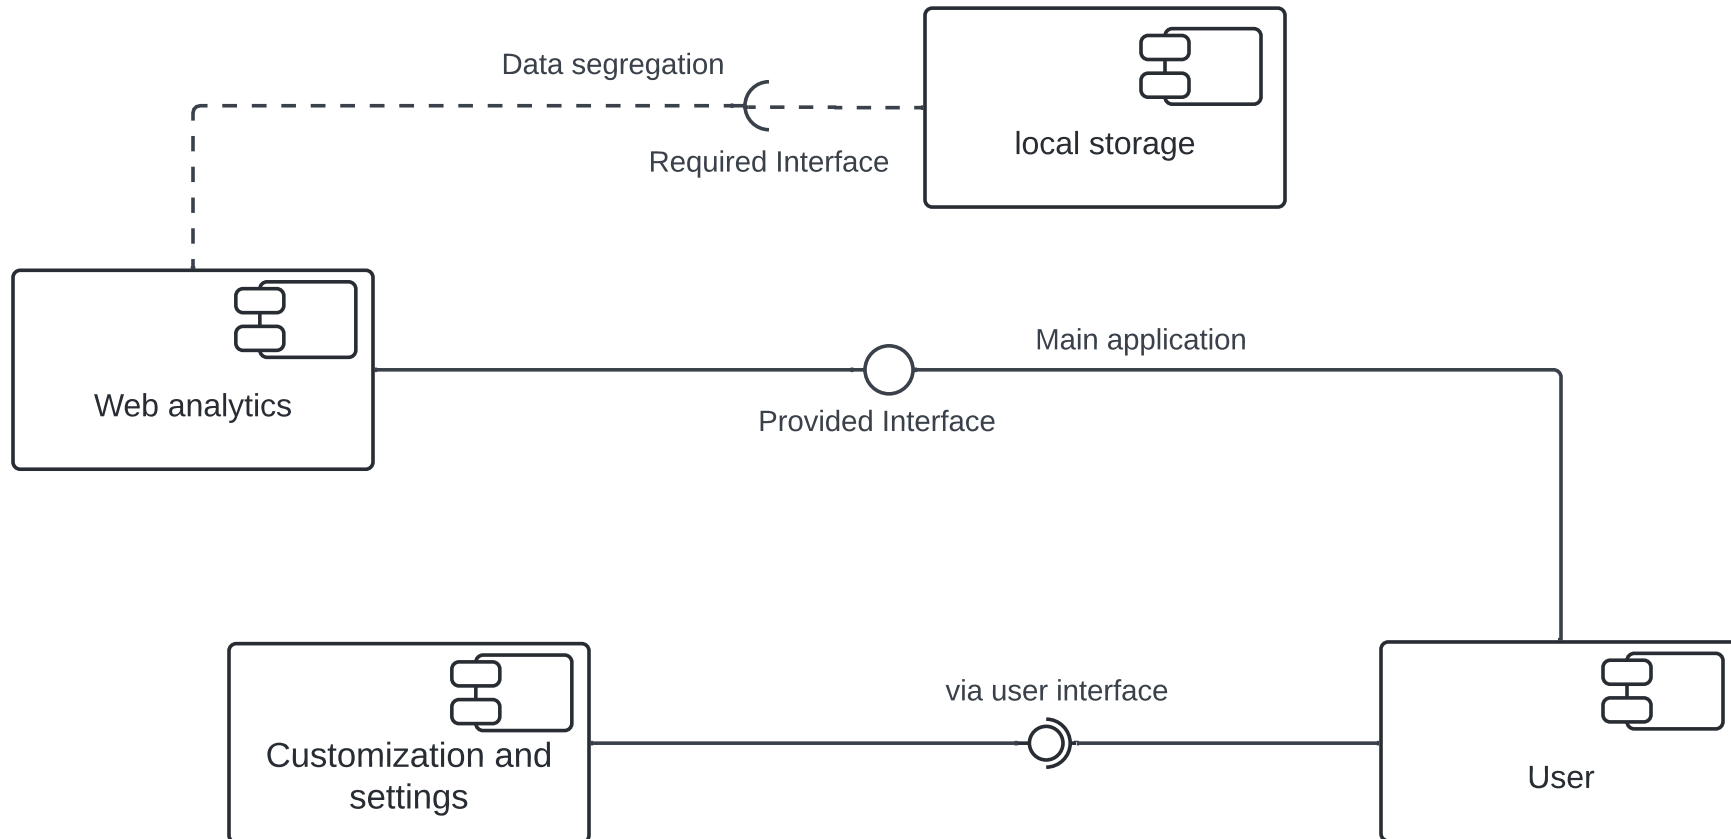 Data segregation
Required Interface
local storage
Main application
Web analytics
Provided Interface
via user interface
Customization and
settings
User